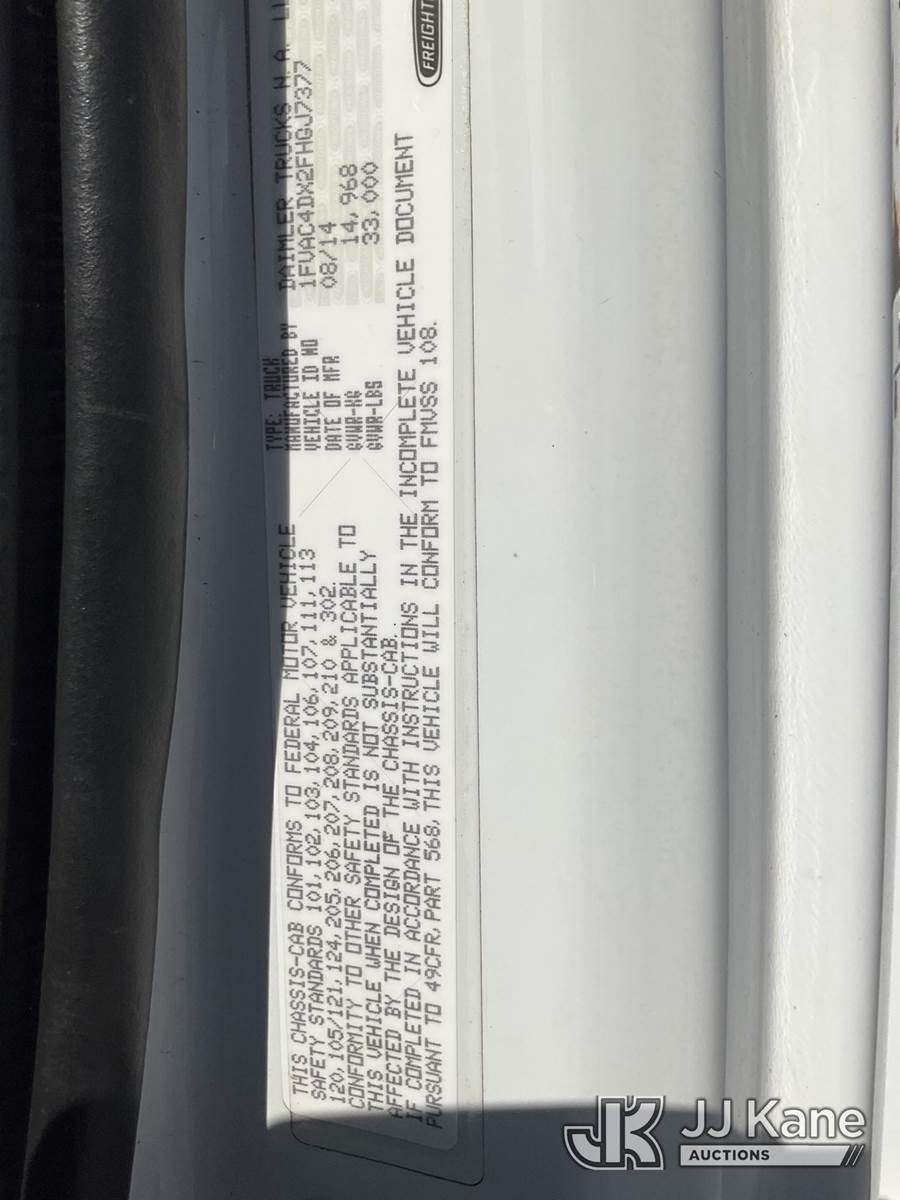 THIS CHASSIS-CAB CONFORMS TO FEDERAL MOTOR VEHICLE
SAFETY STANDARDS 101,102,103,104,106,107,111,113
120,105/121,124,205,206,207,208,209,210 & 302.
CONFORMITY TO OTHER SAFETY STANDARDS APPLICABLE TO
THIS VEHICLE WHEN COMPLETED IS NOT SUBSTANTIALLY
AFFECTED BY THE DESIGN OF THE CHASSIS-CAB.
IF COMPLETED IN ACCORDANCE WITH INSTRUCTIONS IN THE INCOMPLETE VEHICLE DOCUMENT
PURSUANT TO 49CFR, PART 568, THIS VEHICLE WILL CONFORM TO FMVSS 108.
TYPE: TRUCK
MANUFACTURED BY DAIMLER TRUCKS N.A. LL
VEHICLE ID NO 1FVAC4DX2FHGJ7377
DATE OF MFR 08/14
GVWR-KG 14,968
GVWR-LBS 33,000
FREIGHT
JK JJ Kane
AUCTIONS